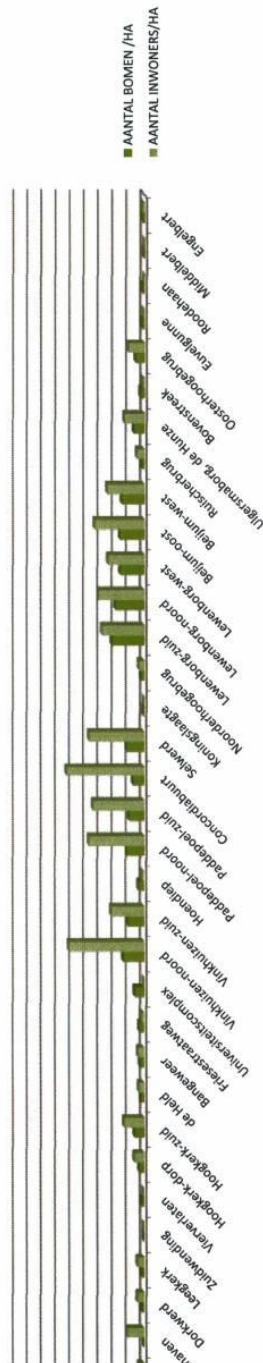 AANTAL BOMEN /HA
AANTAL INWONERS/HA
Dorkwerd
Leegkerk
Zuidwending
Vierverlaten
Hoogkerk-dorp
Hoogkerk-zuid
de Held
Bangeweer
Friesestraatweg
Universiteitscomplex
Vinkhuizen-noord
Vinkhuizen-zuid
Hoendiep
Paddepoel-noord
Paddepoel-zuid
Concordiabuurt
Selwerd
Koningslaagte
Noorderhoogebrug
Lewenborg-zuid
Lewenborg-noord
Lewenborg-west
Beijum-oost
Beijum-west
Ruischerbrug
Ulgersmaborg, de Hunze
Bovenstreek
Oosterhoogebrug
Euvelgunne
Roodehaan
Middelbert
Engelbert